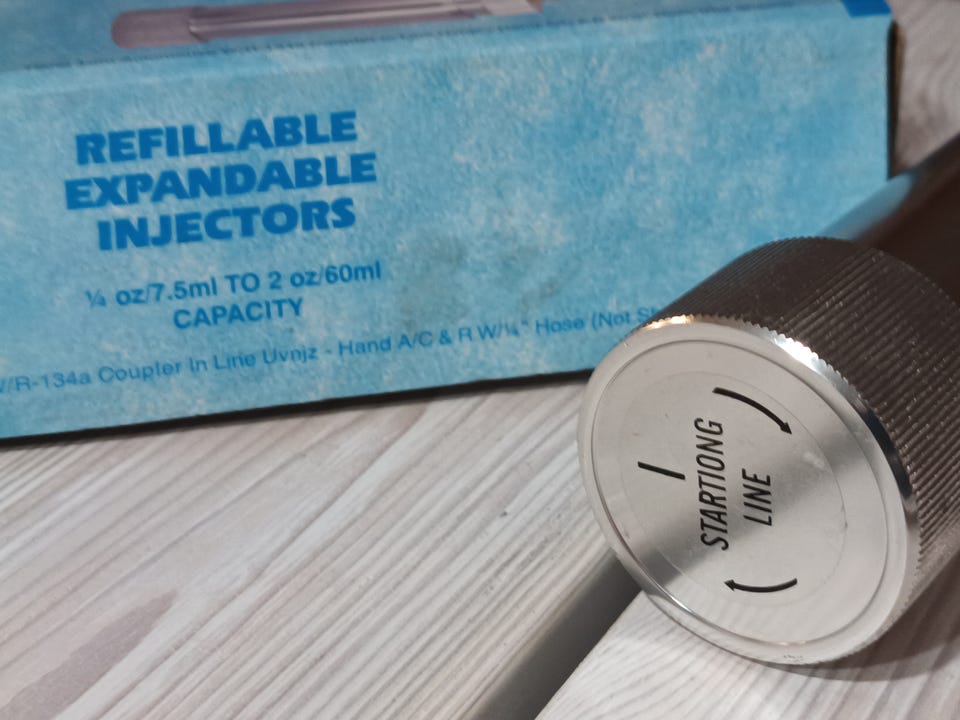 REFILLABLE
EXPANDABLE
INJECTORS
¼ oz/7.5ml TO 2 oz/60ml
CAPACITY
/R-134a Coupler In Line Uvnjz - Hand A/C & R W/¼" Hose (Not
STARTIONG
LINE